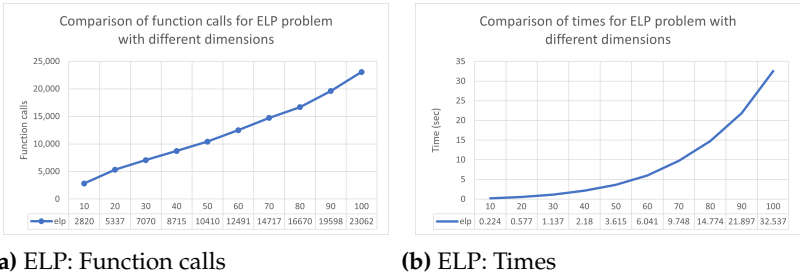 Comparison of function calls for ELP problem
with different dimensions
25,000
20,000
15,000
10,000
5,000
0
Function calls
10 20 30 40 50 60 70 80 90 100
elp 2820 5337 7070 8715 10410 12491 14717 16670 19598 23062
Comparison of times for ELP problem with
different dimensions
35
30
25
20
15
10
5
0
Time (sec)
10 20 30 40 50 60 70 80 90 100
elp 0.224 0.577 1.137 2.18 3.615 6.041 9.748 14.774 21.897 32.537
a) ELP: Function calls
(b) ELP: Times